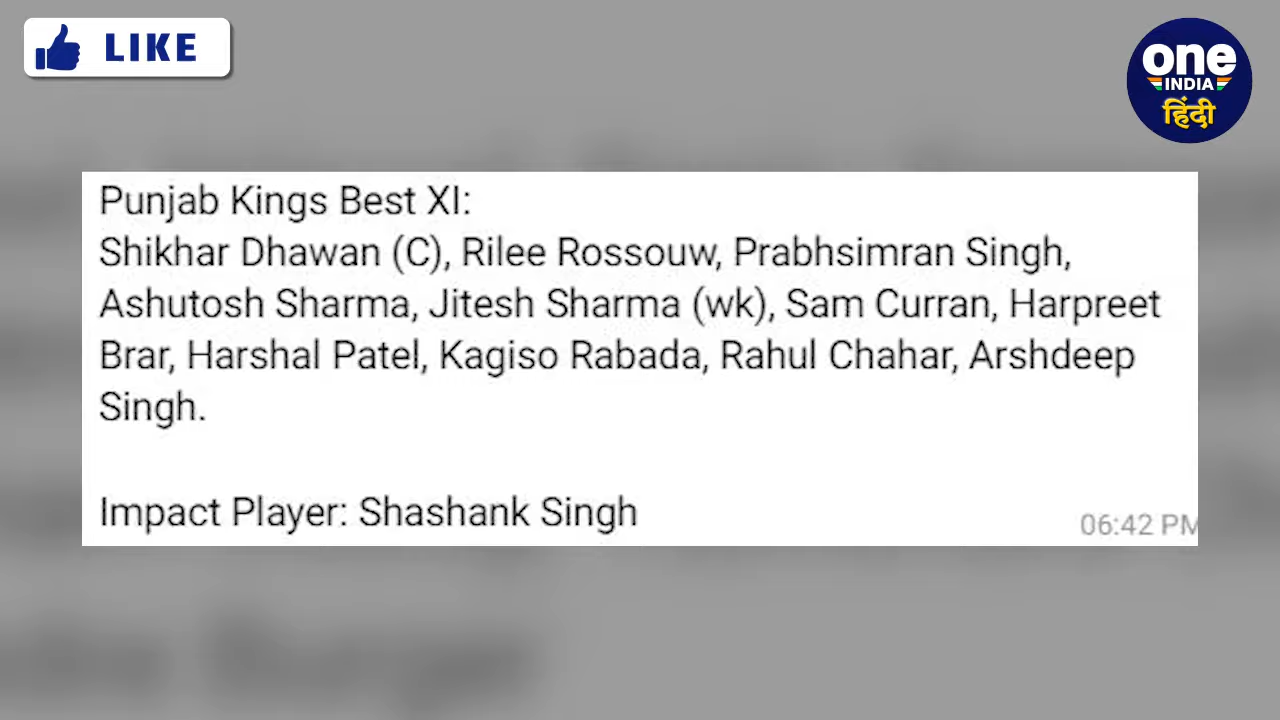 LIKE
one
INDIA
हिंदी
Punjab Kings Best XI:
Shikhar Dhawan (C), Rilee Rossouw, Prabhsimran Singh,
Ashutosh Sharma, Jitesh Sharma (wk), Sam Curran, Harpreet
Brar, Harshal Patel, Kagiso Rabada, Rahul Chahar, Arshdeep
Singh.
Impact Player: Shashank Singh
06:42 PM